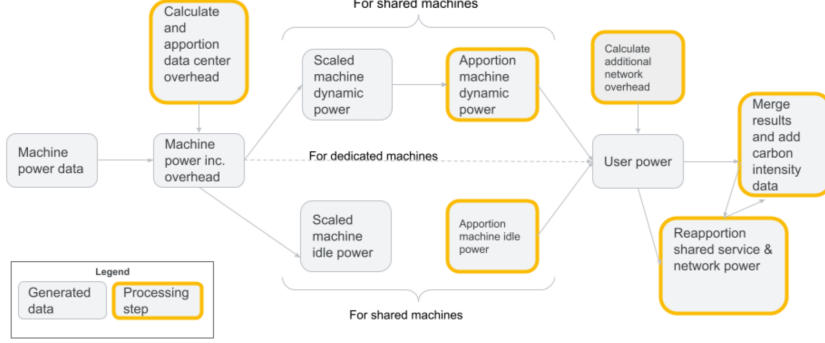 For shared machines
Calculate
and
apportion
data center
overhead
Scaled
machine
dynamic
power
Apportion
machine
dynamic
power
Calculate
additional
network
overhead
Merge
results
and add
carbon
intensity
data
Machine
power data
Machine
power inc.
overhead
For dedicated machines
User power
Scaled
machine
idle power
Apportion
machine idle
power
Reapportion
shared service &
network power
Legend
Generated
data
Processing
step
For shared machines